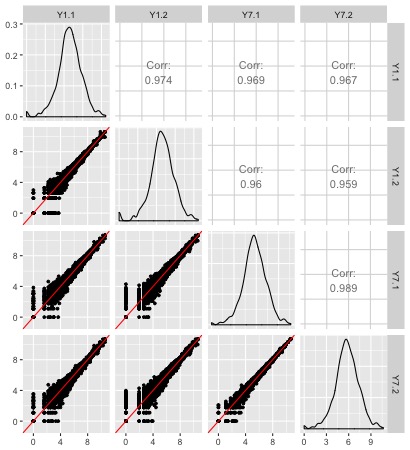 Y1.1 Y1.2 Y7.1 Y7.2
0.3
0.2
0.1
0.0
Corr:
0.974
Corr:
0.969
Corr:
0.967
Y1.1
8
4
0
Corr:
0.96
Corr:
0.959
Y1.2
8
4
0
Corr:
0.989
Y7.1
8
4
0
Y7.2
0 4 8 0 4 8 0 4 8 0 3 6 9